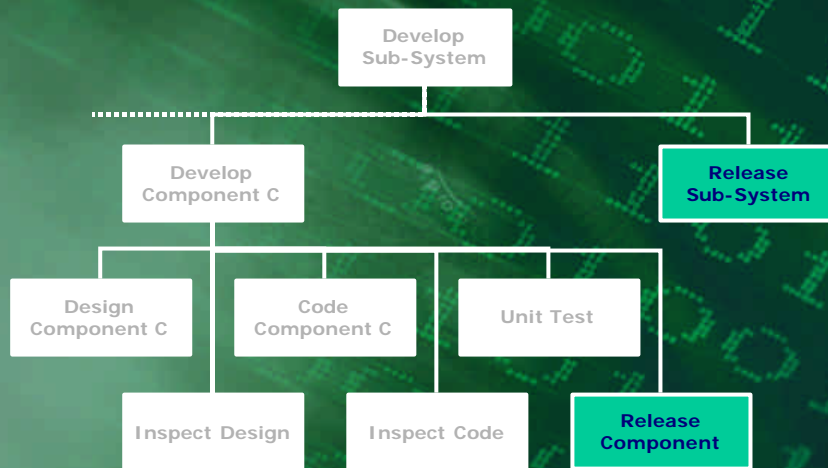 Develop
Sub-System
Develop
Component C
Release
Sub-System
Design
Component C
Code
Component C
Unit Test
Inspect Design
Inspect Code
Release
Component